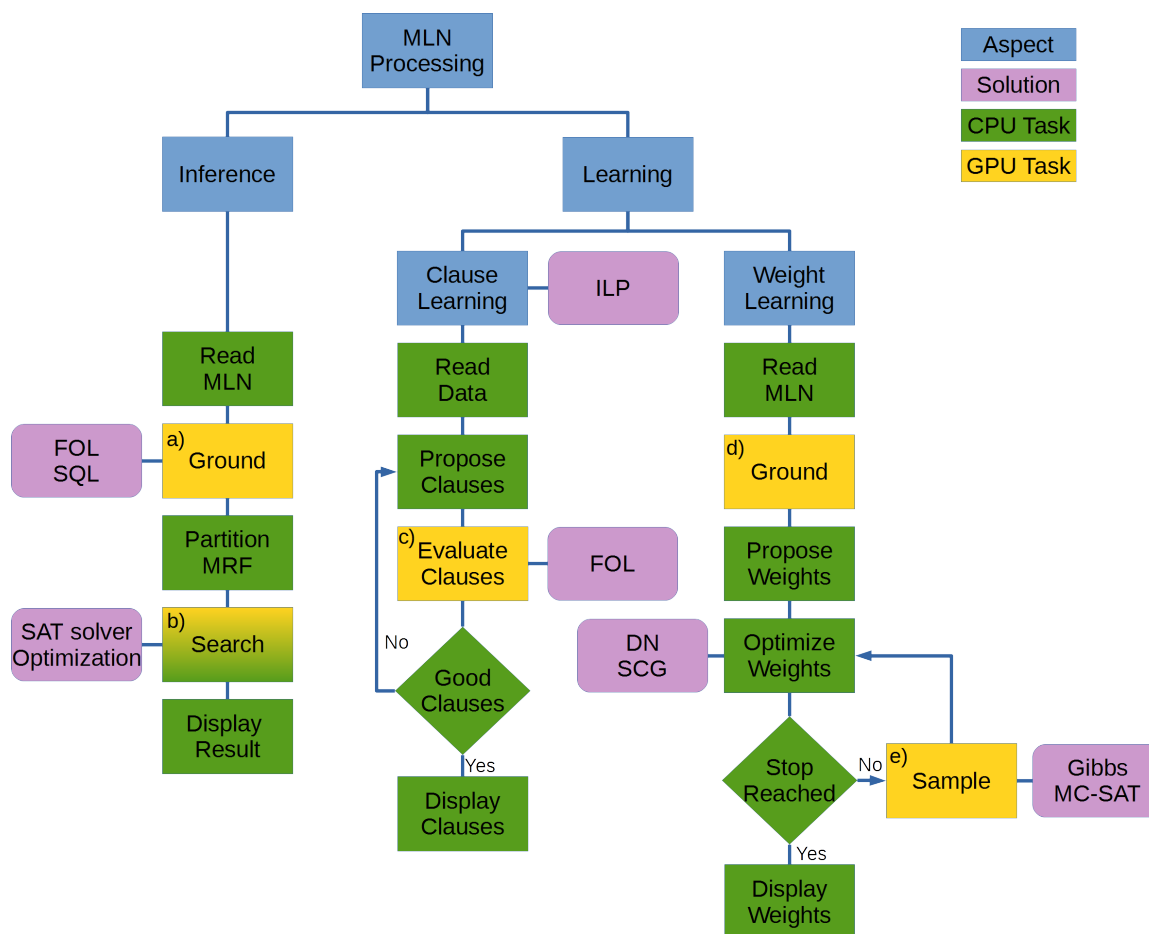 MLN
Processing
Aspect
Solution
CPU Task
GPU Task
Inference
Learning
Clause
Learning
ILP
Weight
Learning
Read
MLN
Read
Data
Read
MLN
FOL
SQL
a)
Ground
Propose
Clauses
d)
Ground
Partition
MRF
c)
Evaluate
Clauses
FOL
Propose
Weights
SAT solver
Optimization
b)
Search
No
Good
Clauses
DN
SCG
Optimize
Weights
Display
Result
Yes
Display
Clauses
Stop
Reached
No
e)
Sample
Gibbs
MC-SAT
Yes
Display
Weights